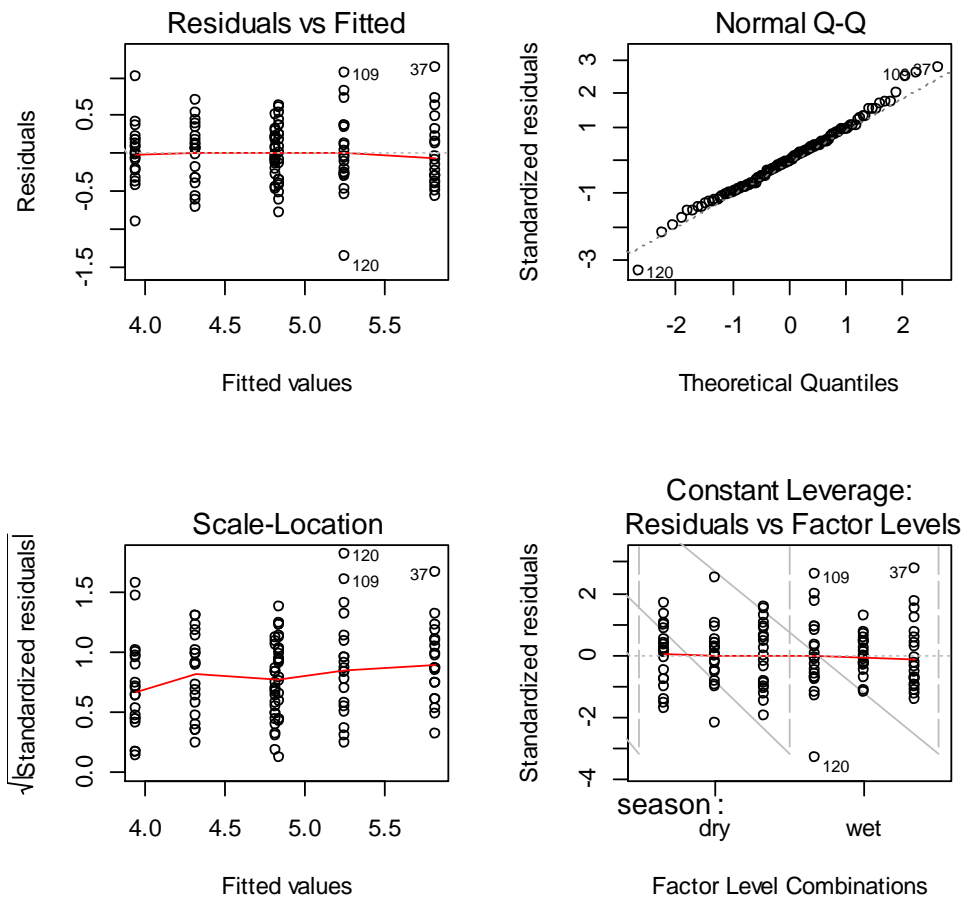 Residuals vs Fitted
Residuals
0.5
-0.5
-1.5
109
37
120
4.0 4.5 5.0 5.5
Fitted values
Normal Q-Q
Standardized residuals
3
2
1
-1
-3
109
37
120
-2 -1 0 1 2
Theoretical Quantiles
Scale-Location
√|Standardized residuals|
1.5
1.0
0.5
0.0
120
109
37
4.0 4.5 5.0 5.5
Fitted values
Constant Leverage:
Residuals vs Factor Levels
Standardized residuals
2
0
-2
-4
109
37
120
season :
dry wet
Factor Level Combinations